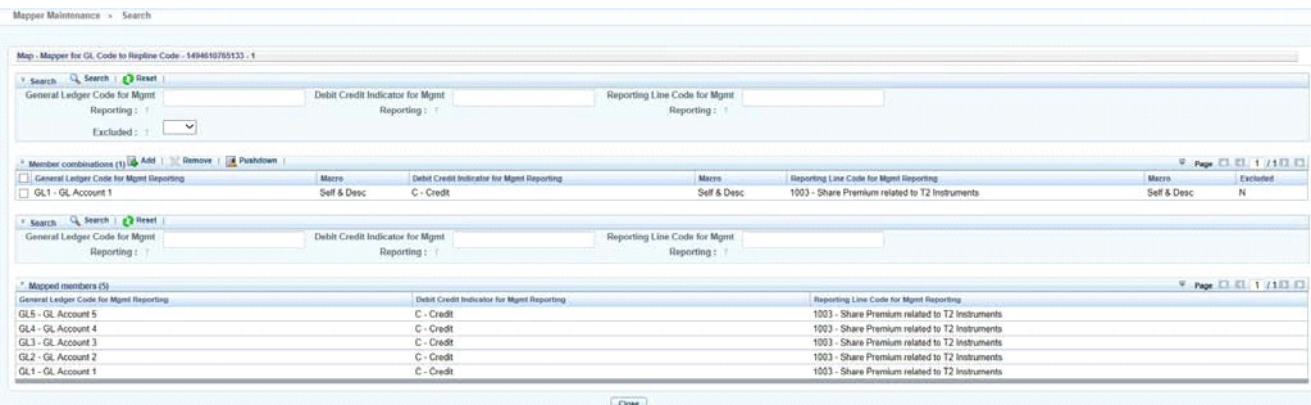 Mapper Maintenance > Search
Map - Mapper for GL Code to Repline Code - 1494610765133 - 1
Search Search | Reset |
General Ledger Code for Mgmt Debit Credit Indicator for Mgmt Reporting Line Code for Mgmt
Reporting : Reporting : Reporting :
Excluded :
Member combinations (1) Add | Remove | Pushdown | Page 1 / 1
General Ledger Code for Mgmt Reporting Macro Debit Credit Indicator for Mgmt Reporting Macro Reporting Line Code for Mgmt Reporting Macro Excluded
GL1 - GL Account 1 Self & Desc C - Credit Self & Desc 1003 - Share Premium related to T2 Instruments Self & Desc N
Search Search | Reset |
General Ledger Code for Mgmt Debit Credit Indicator for Mgmt Reporting Line Code for Mgmt
Reporting : Reporting : Reporting :
Mapped members (5) Page 1 / 1
General Ledger Code for Mgmt Reporting Debit Credit Indicator for Mgmt Reporting Reporting Line Code for Mgmt Reporting
GL5 - GL Account 5 C - Credit 1003 - Share Premium related to T2 Instruments
GL4 - GL Account 4 C - Credit 1003 - Share Premium related to T2 Instruments
GL3 - GL Account 3 C - Credit 1003 - Share Premium related to T2 Instruments
GL2 - GL Account 2 C - Credit 1003 - Share Premium related to T2 Instruments
GL1 - GL Account 1 C - Credit 1003 - Share Premium related to T2 Instruments
Close